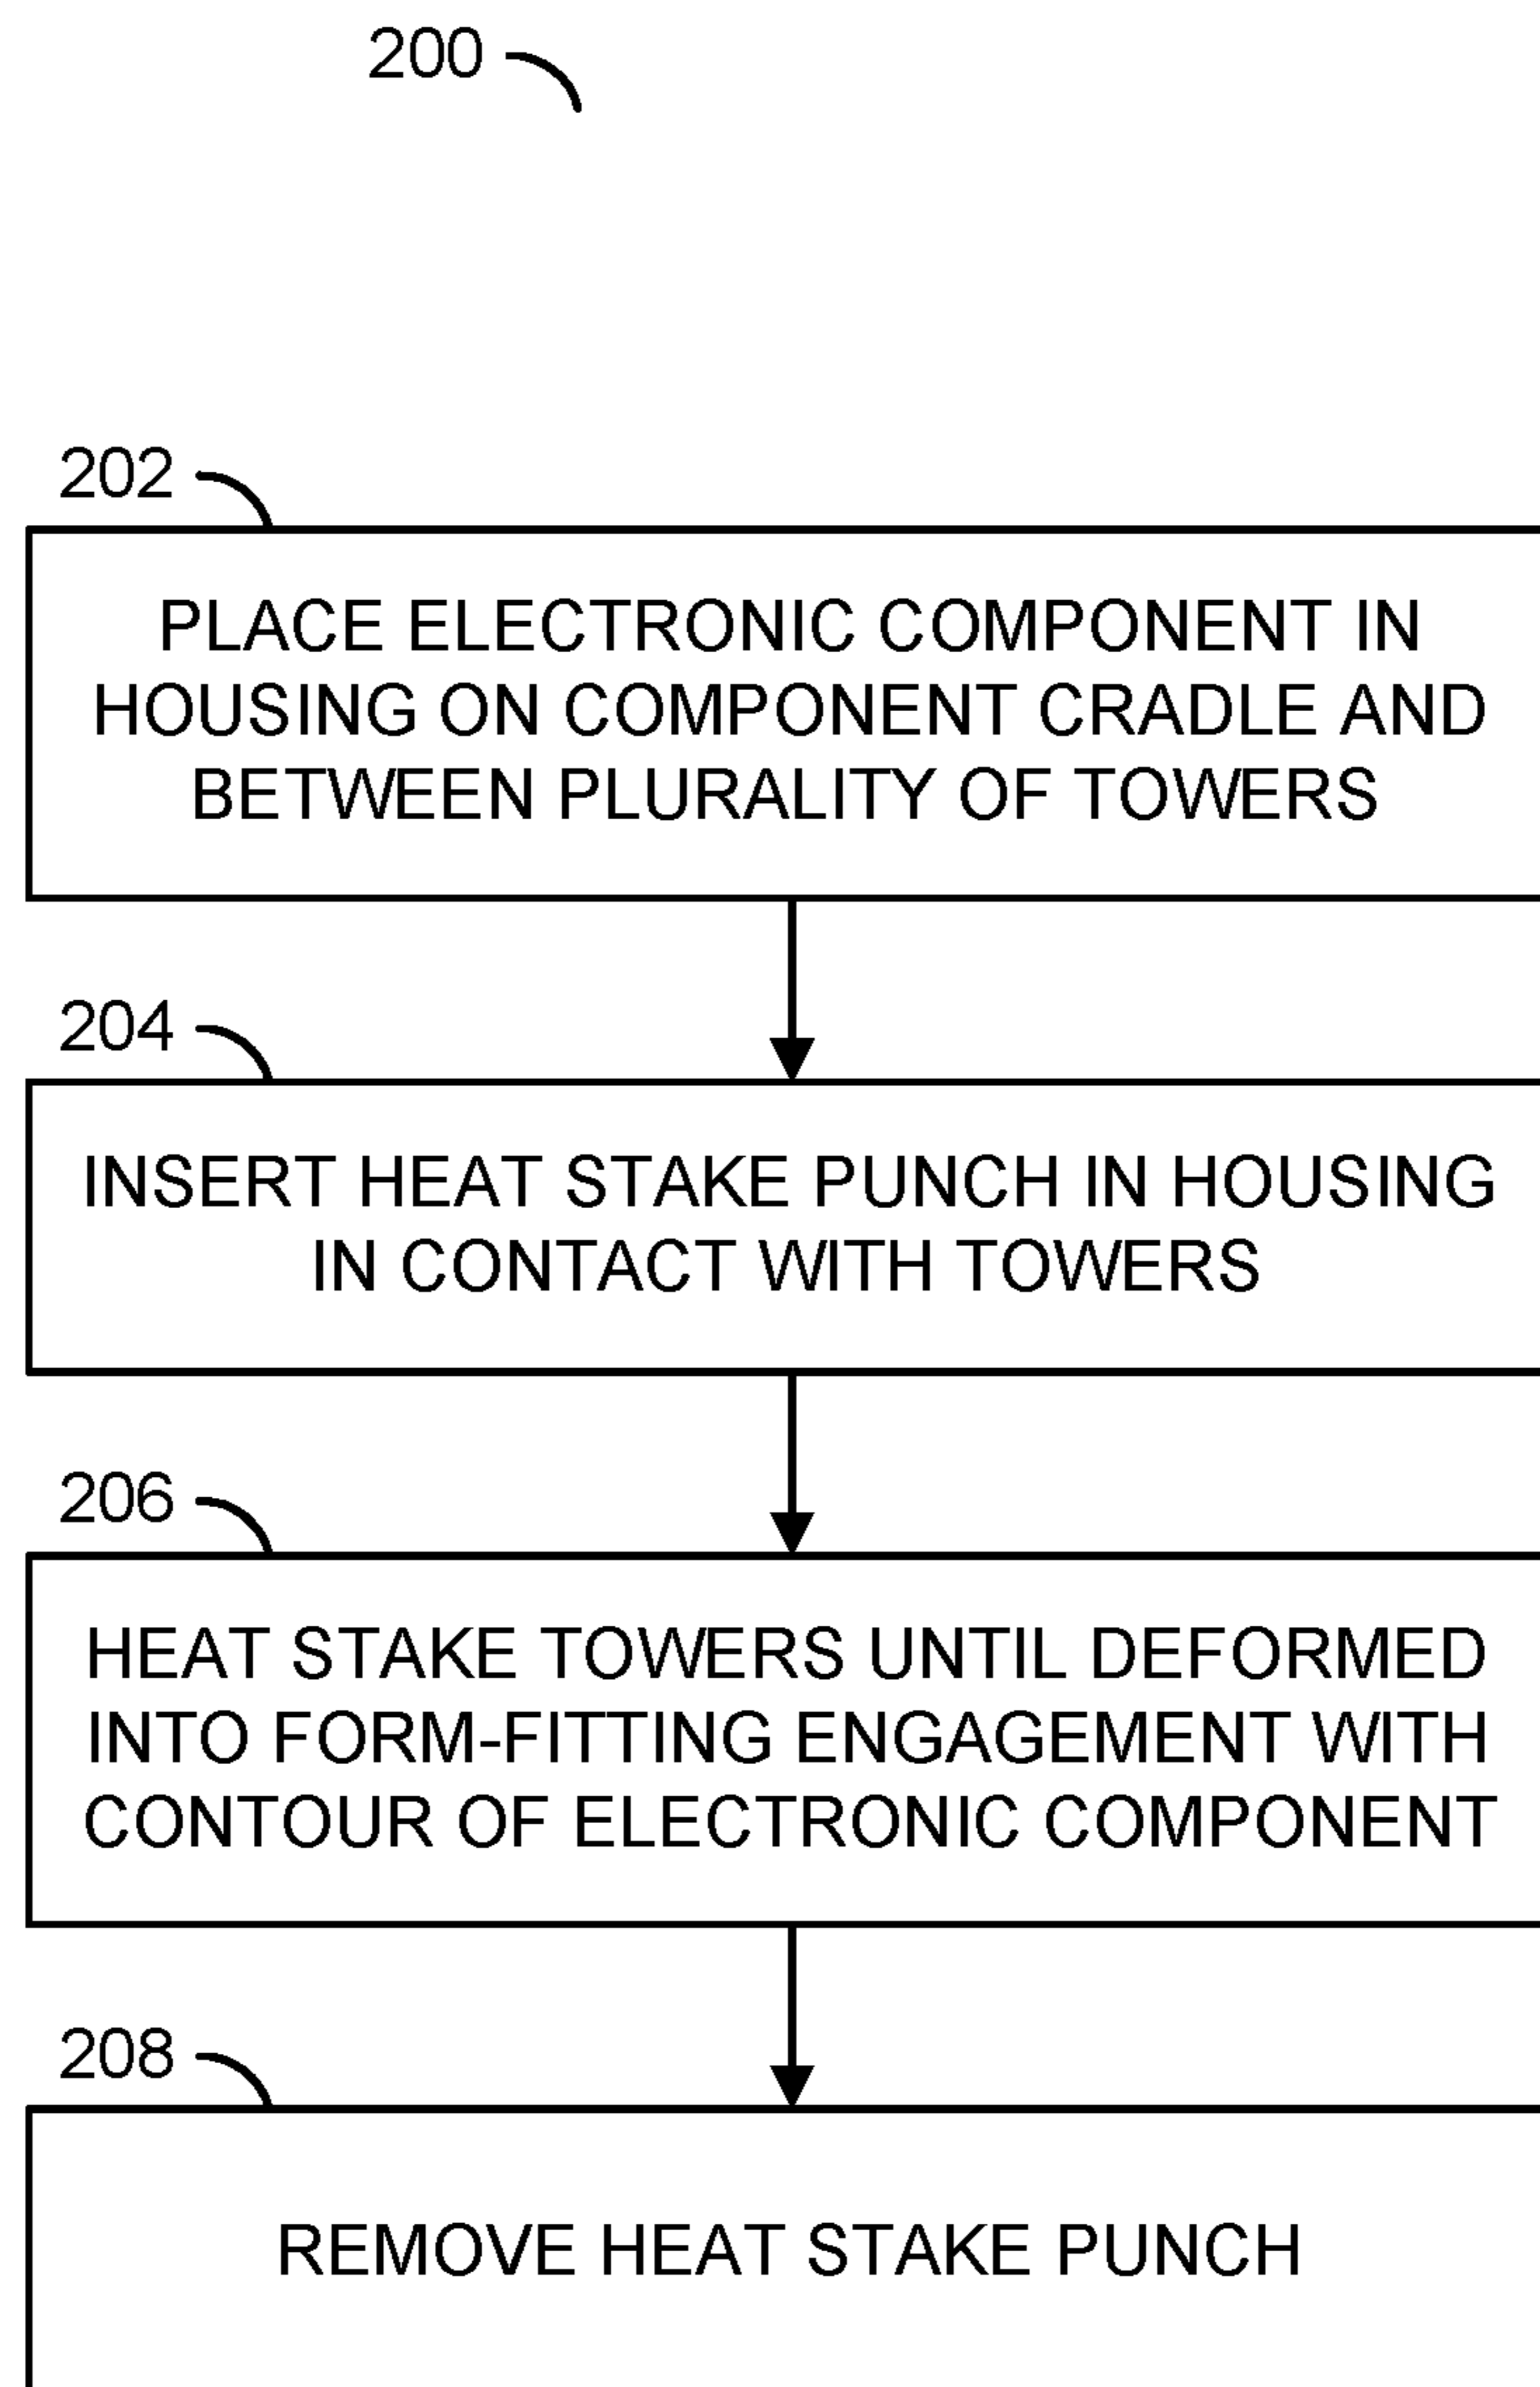 200
202
PLACE ELECTRONIC COMPONENT IN
HOUSING ON COMPONENT CRADLE AND
BETWEEN PLURALITY OF TOWERS
204
INSERT HEAT STAKE PUNCH IN HOUSING
IN CONTACT WITH TOWERS
206
HEAT STAKE TOWERS UNTIL DEFORMED
INTO FORM-FITTING ENGAGEMENT WITH
CONTOUR OF ELECTRONIC COMPONENT
208
REMOVE HEAT STAKE PUNCH